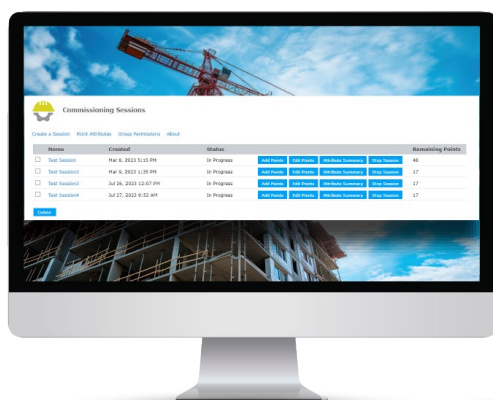 Commissioning Sessions
Create a Session Point Attributes Group Permissions About
Name Created Status Remaining Points
Test Session Mar 8, 2023 5:15 PM In Progress Add Points Edit Points Attribute Summary Stop Session 46
Test Session2 Mar 9, 2023 1:35 PM In Progress Add Points Edit Points Attribute Summary Stop Session 17
Test Session3 Jul 26, 2023 12:07 PM In Progress Add Points Edit Points Attribute Summary Stop Session 17
Test Session4 Jul 27, 2023 6:52 AM In Progress Add Points Edit Points Attribute Summary Stop Session 17
Delete